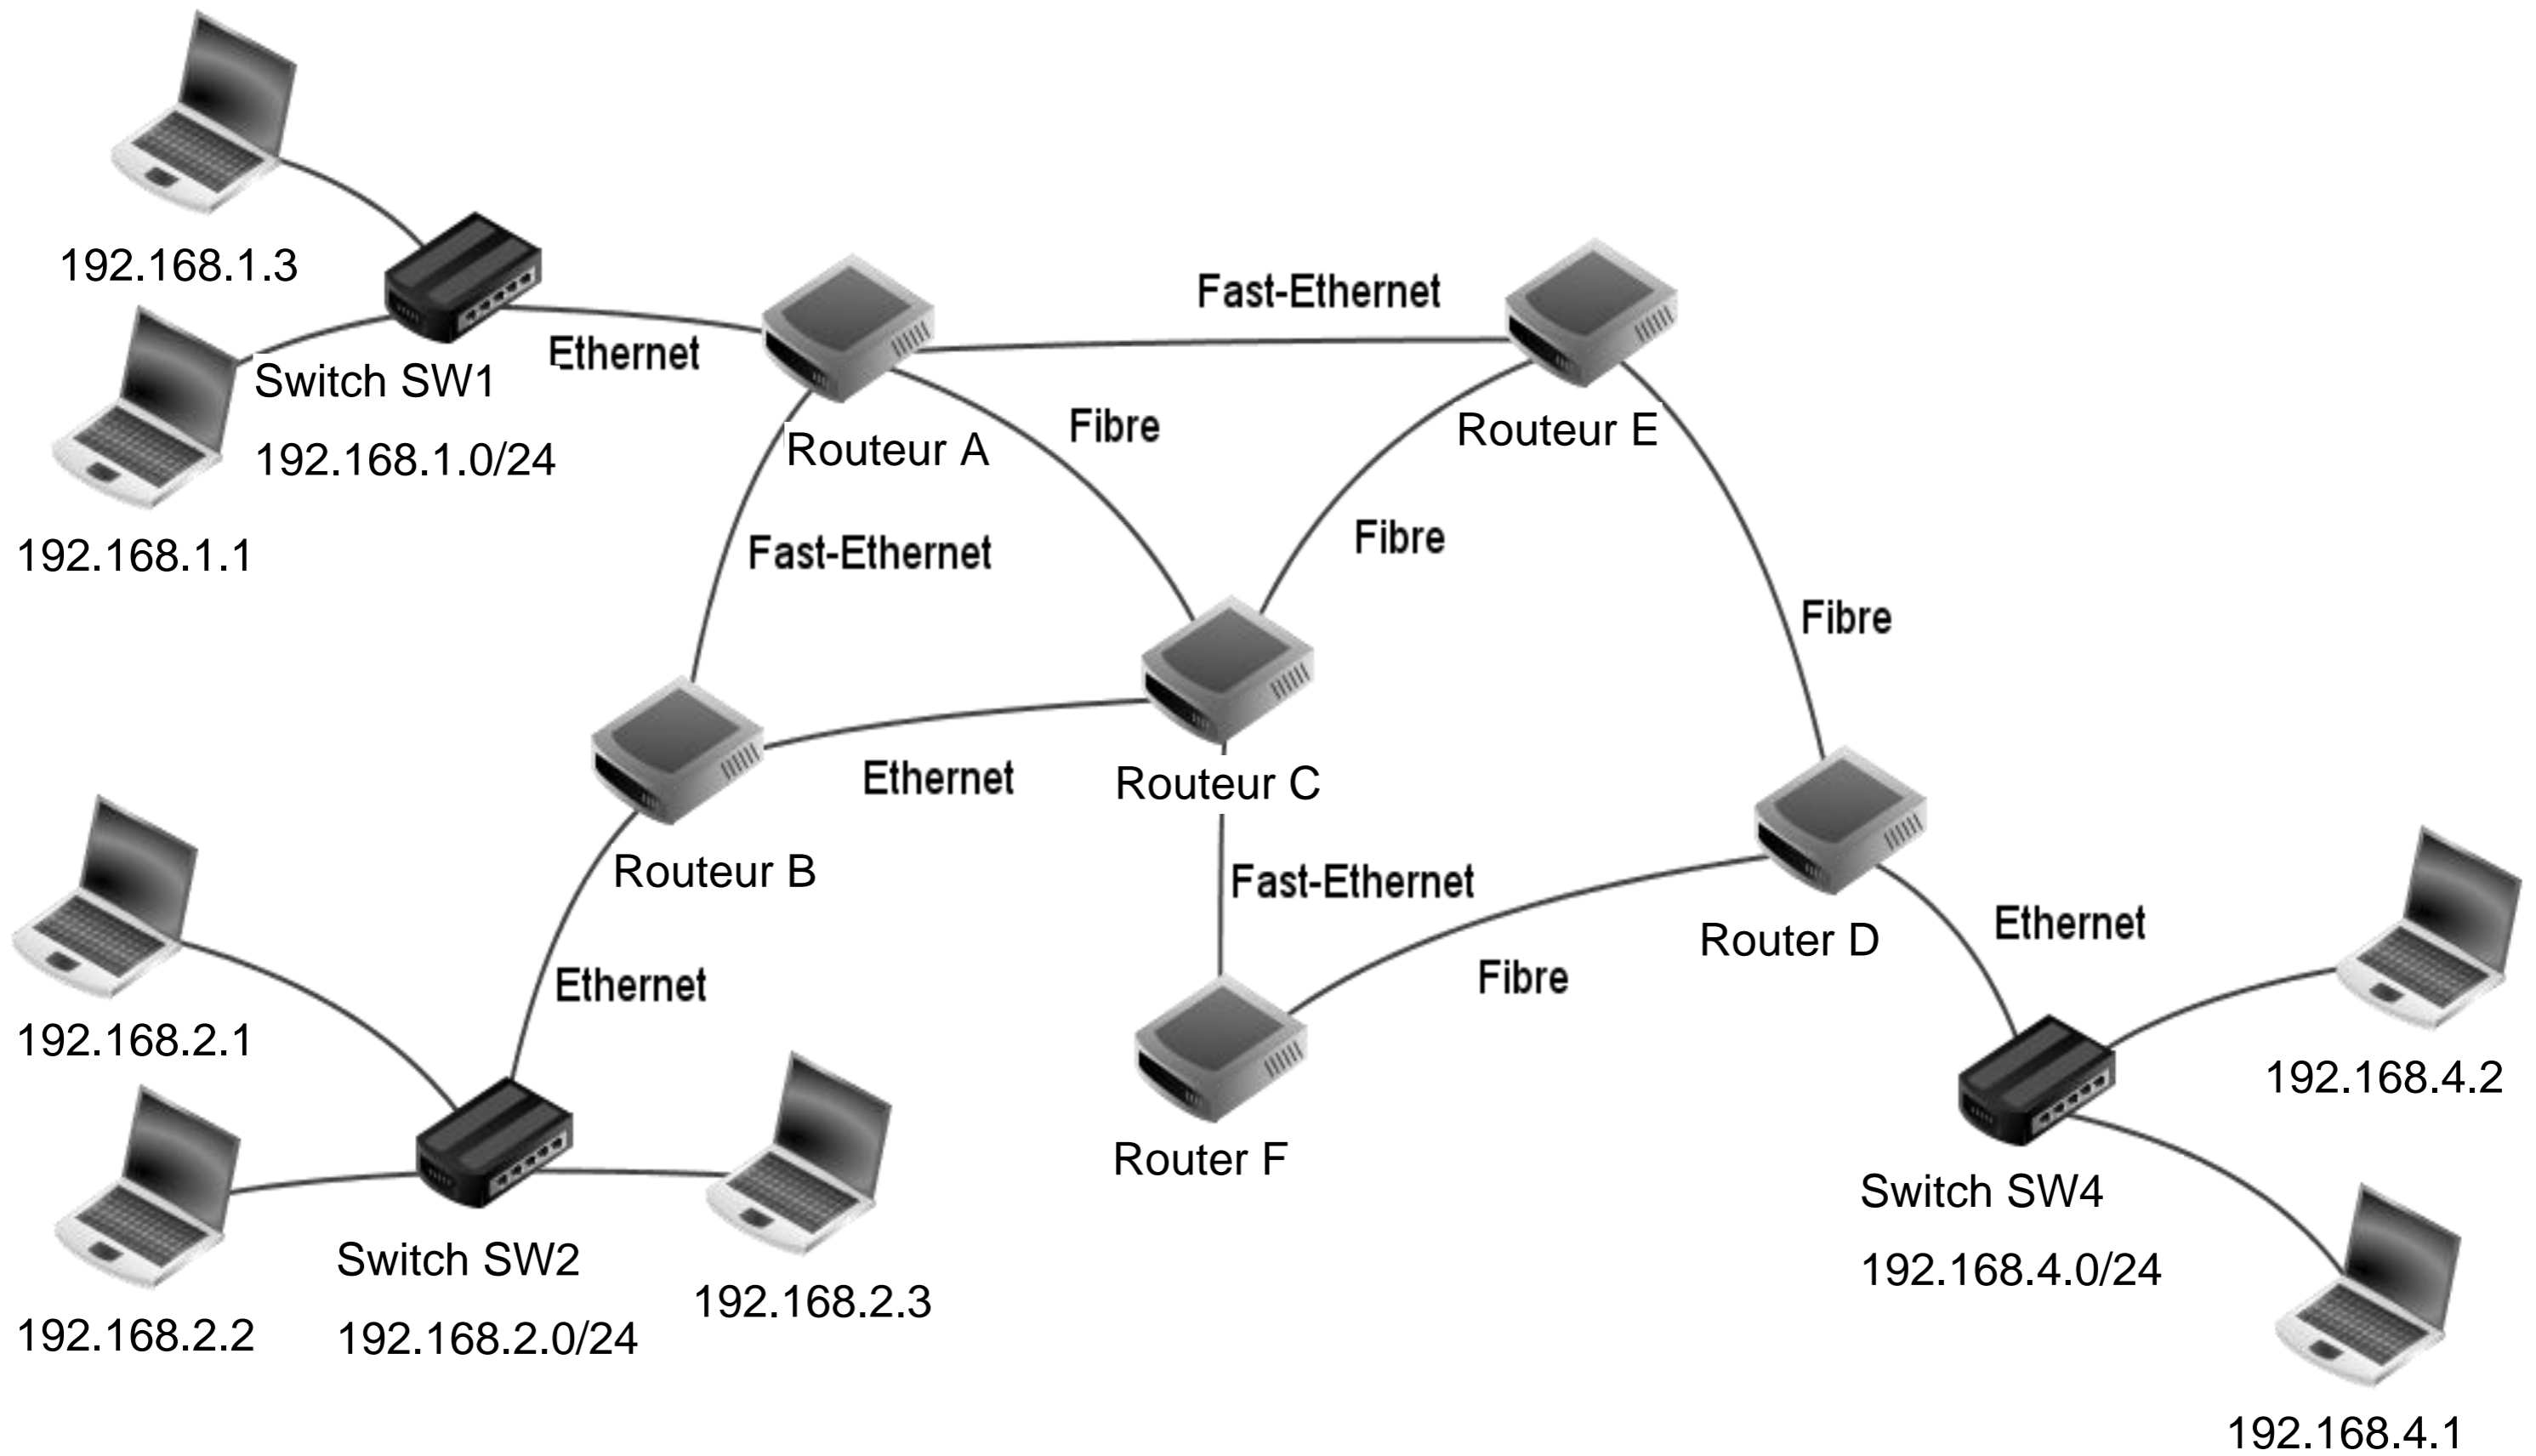 192.168.1.3
Ethernet
Fast-Ethernet
Switch SW1
192.168.1.0/24
192.168.1.1
Routeur A
Fibre
Routeur E
Fast-Ethernet
Fibre
Fibre
Ethernet
Routeur C
Routeur B
Fast-Ethernet
Router D
Ethernet
Ethernet
Fibre
192.168.2.1
192.168.4.2
Router F
Switch SW4
192.168.4.0/24
Switch SW2
192.168.2.0/24
192.168.2.3
192.168.2.2
192.168.4.1